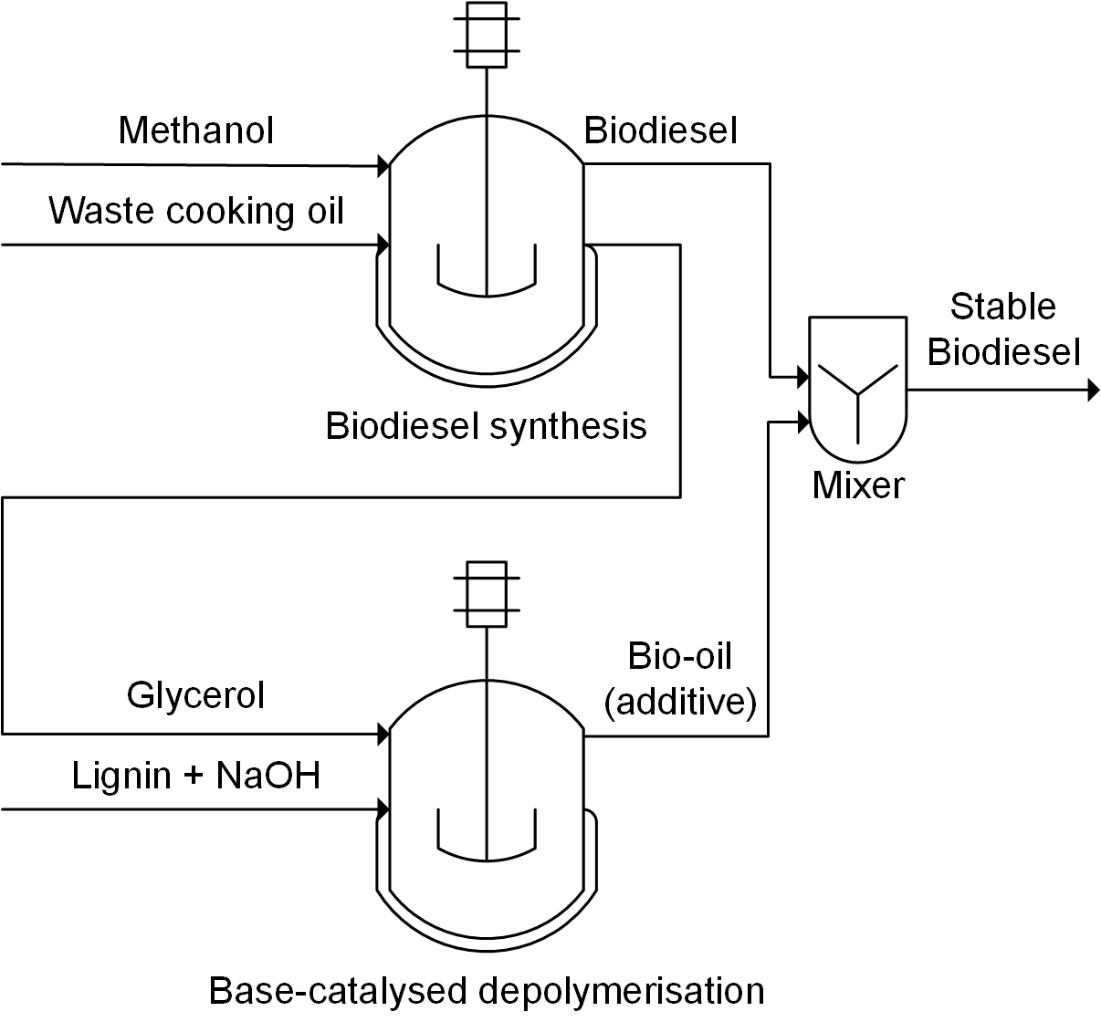 Methanol
Biodiesel
Waste cooking oil
Stable
Biodiesel
Biodiesel synthesis
Mixer
Bio-oil
(additive)
Glycerol
Lignin + NaOH
Base-catalysed depolymerisation